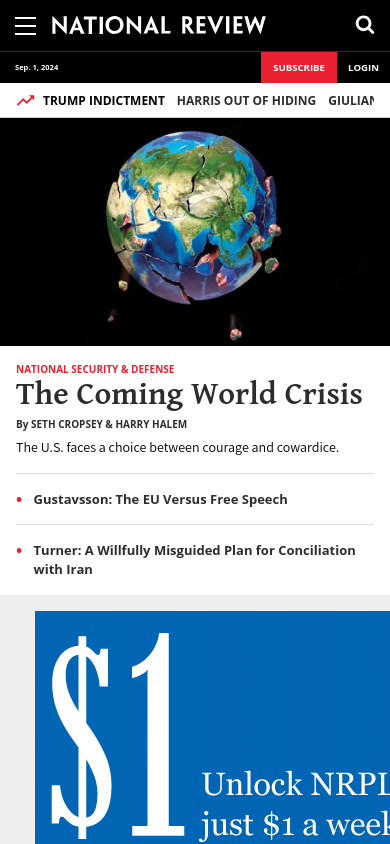 NATIONAL REVIEW
Sep. 1, 2024
SUBSCRIBE
LOGIN
TRUMP INDICTMENT HARRIS OUT OF HIDING GIULIAN
NATIONAL SECURITY & DEFENSE
The Coming World Crisis
By SETH CROPSEY & HARRY HALEM
The U.S. faces a choice between courage and cowardice.
Gustavsson: The EU Versus Free Speech
Turner: A Willfully Misguided Plan for Conciliation
with Iran
$1
Unlock NRPL
just $1 a week